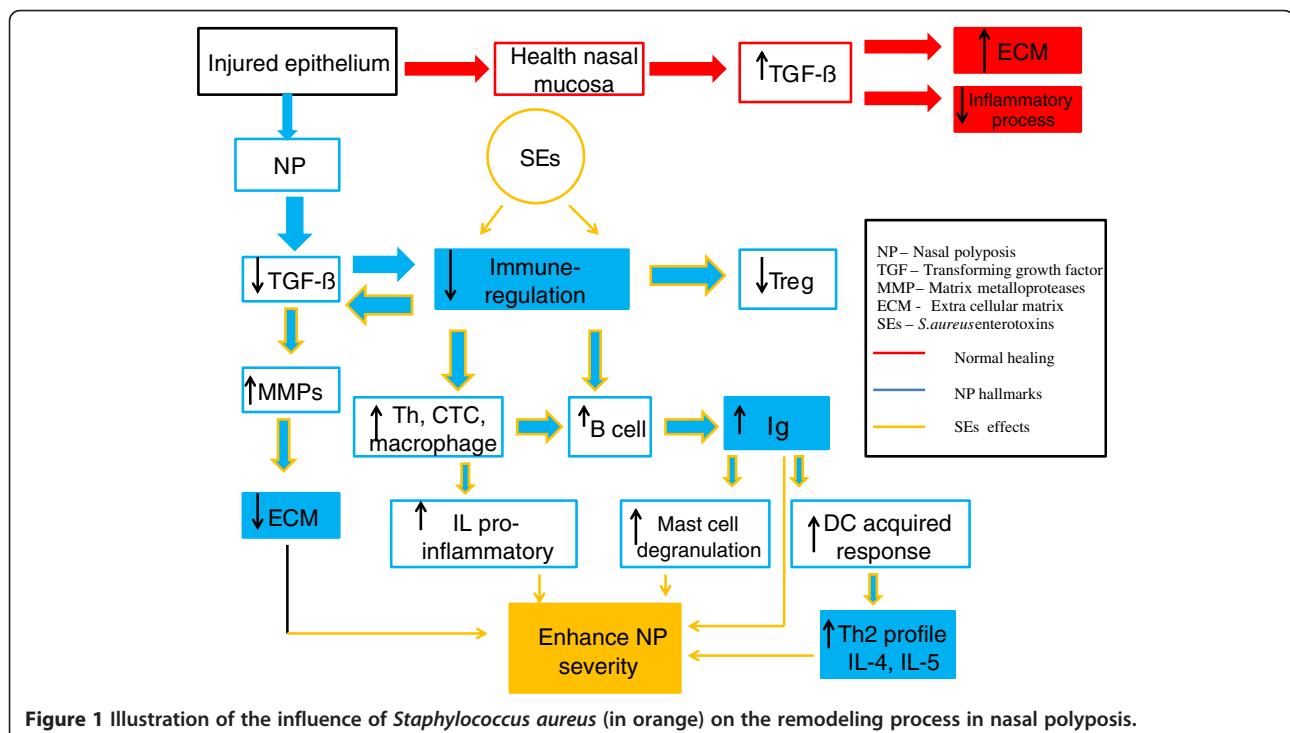 Injured epithelium
Health nasal
mucosa
↑TGF-ß
↑ ECM
↓ Inflammatory
process
NP
SEs
↓TGF-ß
↓ Immune-
regulation
↓Treg
NP – Nasal polyposis
TGF – Transforming growth factor
MMP – Matrix metalloproteases
ECM - Extra cellular matrix
SEs – S.aureusenterotoxins
Normal healing
NP hallmarks
SEs effects
↑MMPs
↑ Th, CTC,
macrophage
↑B cell
↑ Ig
↓ECM
↑ IL pro-
inflammatory
↑ Mast cell
degranulation
↑DC acquired
response
Enhance NP
severity
↑Th2 profile
IL-4, IL-5
Figure 1 Illustration of the influence of Staphylococcus aureus (in orange) on the remodeling process in nasal polyposis.